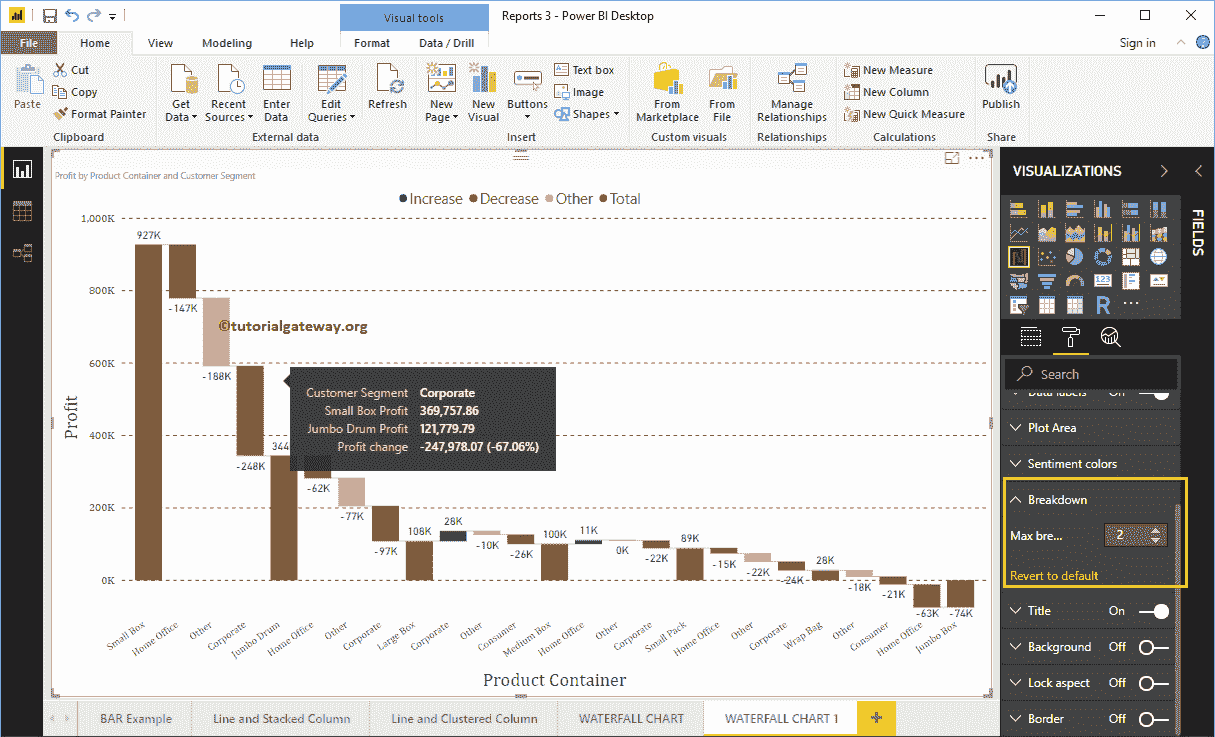 Visual tools
Reports 3 - Power BI Desktop
File Home View Modeling Help Format Data / Drill Sign in
Cut
Copy
Format Painter
Paste
Clipboard
Get Data
Recent Sources
Enter Data
Edit Queries
External data
Refresh
New Page
New Visual
Buttons
Text box
Image
Shapes
Insert
From Marketplace
From File
Custom visuals
Manage Relationships
Relationships
New Measure
New Column
New Quick Measure
Calculations
Publish
Share
Profit by Product Container and Customer Segment
Increase Decrease Other Total
1,000K
800K
600K
400K
200K
0K
Profit
927K
-147K
-188K
-248K
344
-62K
-77K
-97K
108K
28K
-10K
-26K
100K
11K
0K
-22K
89K
-15K
-22K
-24K
28K
-18K
-21K
-63K
-74K
©tutorialgateway.org
Customer Segment Corporate
Small Box Profit 369,757.86
Jumbo Drum Profit 121,779.79
Profit change -247,978.07 (-67.06%)
Small Box
Home Office
Other
Corporate
Jumbo Drum
Home Office
Other
Corporate
Large Box
Corporate
Other
Consumer
Medium Box
Home Office
Other
Corporate
Small Pack
Home Office
Other
Corporate
Wrap Bag
Other
Consumer
Home Office
Jumbo Box
Product Container
VISUALIZATIONS
FIELDS
123
R
Search
Data labels On
Plot Area
Sentiment colors
Breakdown
Max bre... 2
Revert to default
Title On
Background Off
Lock aspect Off
Border Off
BAR Example
Line and Stacked Column
Line and Clustered Column
WATERFALL CHART
WATERFALL CHART 1